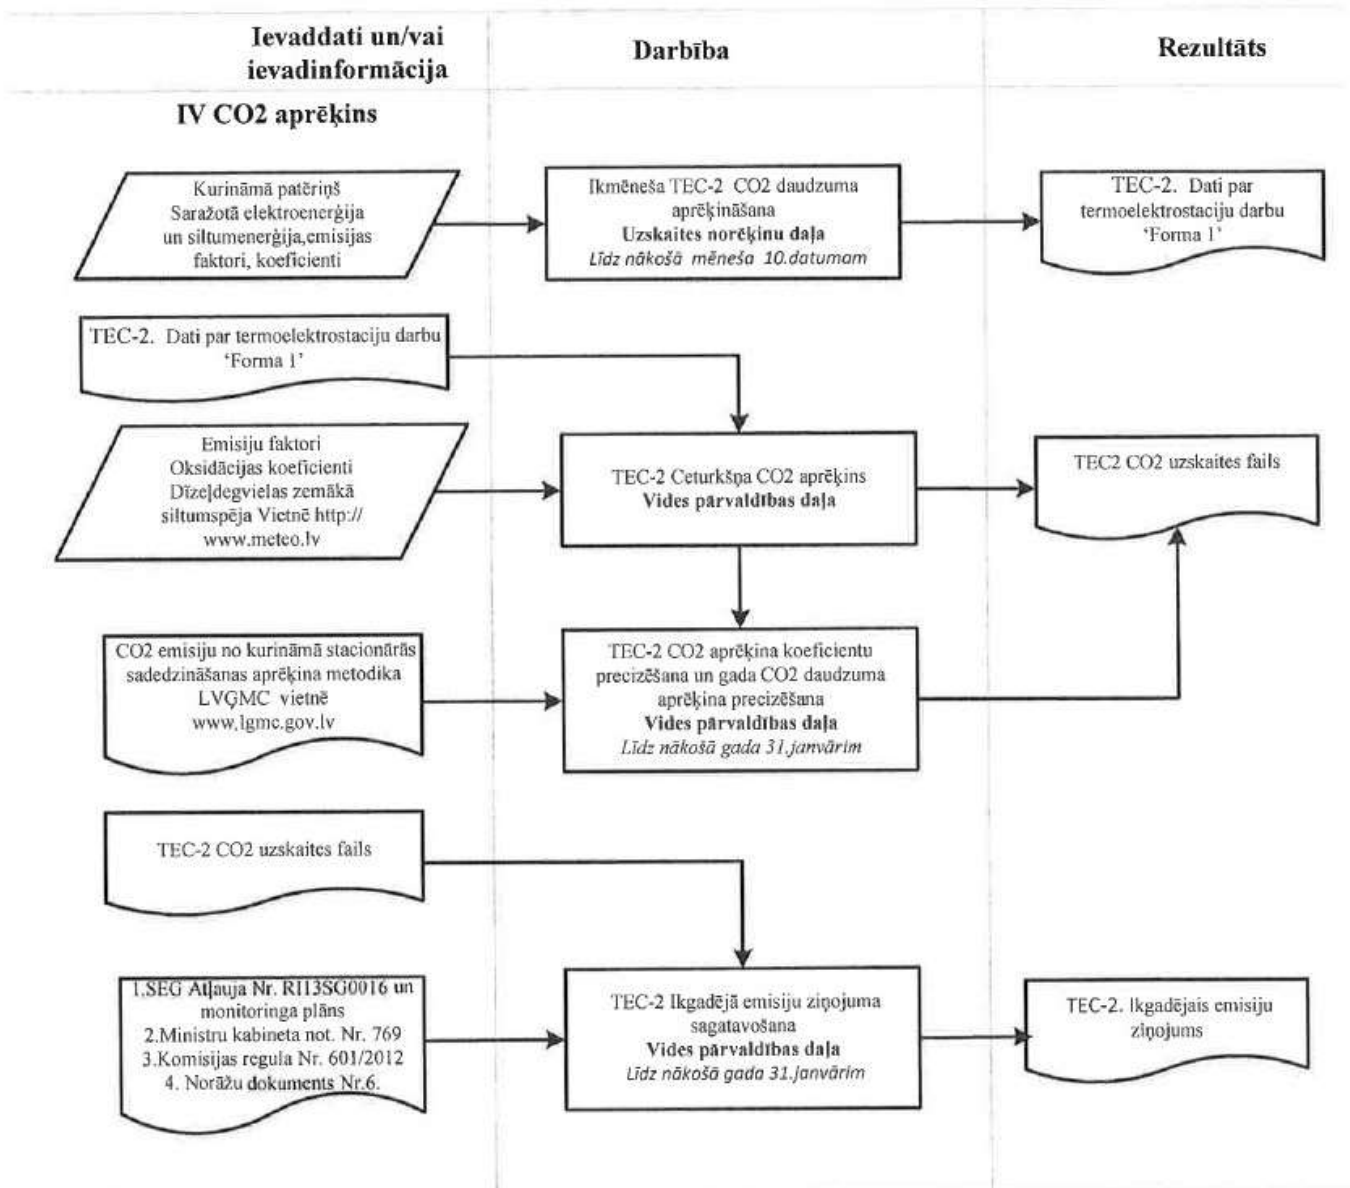 Ievaddati un/vai
ievadinformācija
Darbība
Rezultāts
IV CO2 aprēķins
Kurināmā patēriņš
Saražotā elektroenerģija
un siltumenerģija,emisijas
faktori, koeficienti
Ikmēneša TEC-2 CO2 daudzuma
aprēķināšana
Uzskaites norēķinu daļa
Līdz nākošā mēneša 10.datumam
TEC-2. Dati par
termoelektrostaciju darbu
‘Forma 1’
TEC-2. Dati par termoelektrostaciju darbu
‘Forma 1’
Emisiju faktori
Oksidācijas koeficienti
Dīzeļdegvielas zemākā
siltumspēja Vietnē http://
www.meteo.lv
TEC-2 Ceturkšņa CO2 aprēķins
Vides pārvaldības daļa
TEC2 CO2 uzskaites fails
CO2 emisiju no kurināmā stacionārās
sadedzināšanas aprēķina metodika
LVĢMC vietnē
www.lgmc.gov.lv
TEC-2 CO2 aprēķina koeficientu
precizēšana un gada CO2 daudzuma
aprēķina precizēšana
Vides pārvaldības daļa
Līdz nākošā gada 31.janvārim
TEC-2 CO2 uzskaites fails
1.SEG Atļauja Nr. RI13SG0016 un
monitoringa plāns
2.Ministru kabineta not. Nr. 769
3.Komisijas regula Nr. 601/2012
4. Norāžu dokuments Nr.6.
TEC-2 Ikgadējā emisiju ziņojuma
sagatavošana
Vides pārvaldības daļa
Līdz nākošā gada 31.janvārim
TEC-2. Ikgadējais emisiju
ziņojums